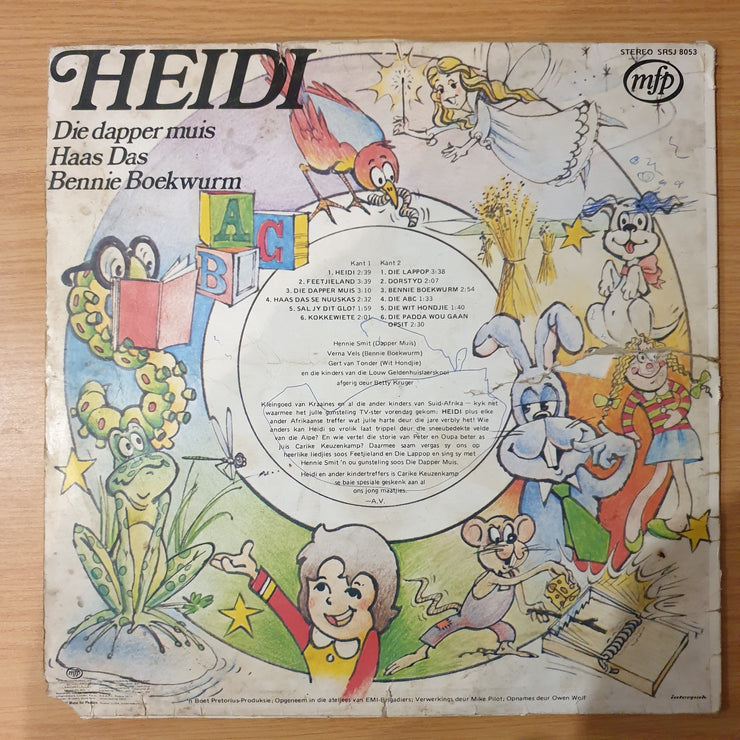 HEIDI
Die dapper muis
Haas Das
Bennie Boekwurm
STEREO SRSJ 8053
mfp
A
B
C
Kant 1
1. HEIDI 2:39
2. FEETJIELAND 3:39
3. DIE DAPPER MUIS 3:10
4. HAAS DAS SE NUUSKAS 2:32
5. SAL JY DIT GLO? 1:59
6. KOKKEWIETE 2:31
Kant 2
1. DIE LAPPOP 3:38
2. DORSTYD 2:07
3. BENNIE BOEKWURM 2:54
4. DIE ABC 1:33
5. DIE WIT HONDJIE 1:40
6. DIE PADDA WOU GAAN
OPSIT 2:30
Hennie Smit (Dapper Muis)
Verna Vels (Bennie Boekwurm)
Gert van Tonder (Wit Hondjie)
en die kinders van die Louw Geldenhuislaerskool
afgerig deur Betty Kruger
Kleingoed van Kraaines en al die ander kinders van Suid-Afrika — kyk net
waarmee het julle gunsteling TV-ster vorendag gekom: HEIDI plus elke
ander Afrikaanse treffer wat julle harte deur die jare verbly het! Wie
anders kan Heidi so vrolik laat trippel deur die sneeubedekte velde
van die Alpe? En wie vertel die storie van Peter en Oupa beter as
juis Carike Keuzenkamp? Daarmee saam vergas sy ons op
heerlike liedjies soos Feetjieland en Die Lappop en sing sy met
Hennie Smit 'n ou gunsteling soos Die Dapper Muis.
Heidi en ander kindertreffers is Carike Keuzenkamp
se baie spesiale geskenk aan al
ons jong maatjies.
—A.V.
mfp
'n Boet Pretorius-Produksie; Opgeneem in die ateljees van EMI-Brigadiers; Verwerkings deur Mike Pilot; Opnames deur Owen Wolf
interpak